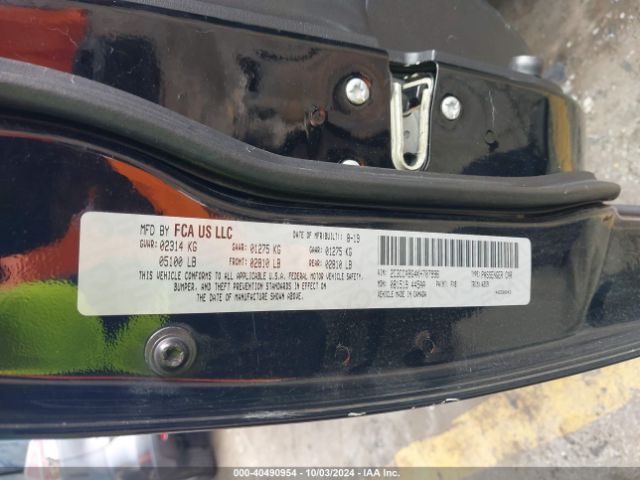 MFD BY FCA US LLC
DATE OF MFR(BUILT): 8-19
GVWR: 02314 KG GAWR: 01275 KG GAWR: 01275 KG
05100 LB FRONT: 02810 LB REAR: 02810 LB
THIS VEHICLE CONFORMS TO ALL APPLICABLE U.S.A. FEDERAL MOTOR VEHICLE SAFETY,
BUMPER, AND THEFT PREVENTION STANDARDS IN EFFECT ON
THE DATE OF MANUFACTURE SHOWN ABOVE.
TYPE: PASSENGER CAR
PAINT: PX8
VEHICLE MADE IN CANADA
000-40490954 - 10/03/2024 - IAA Inc.